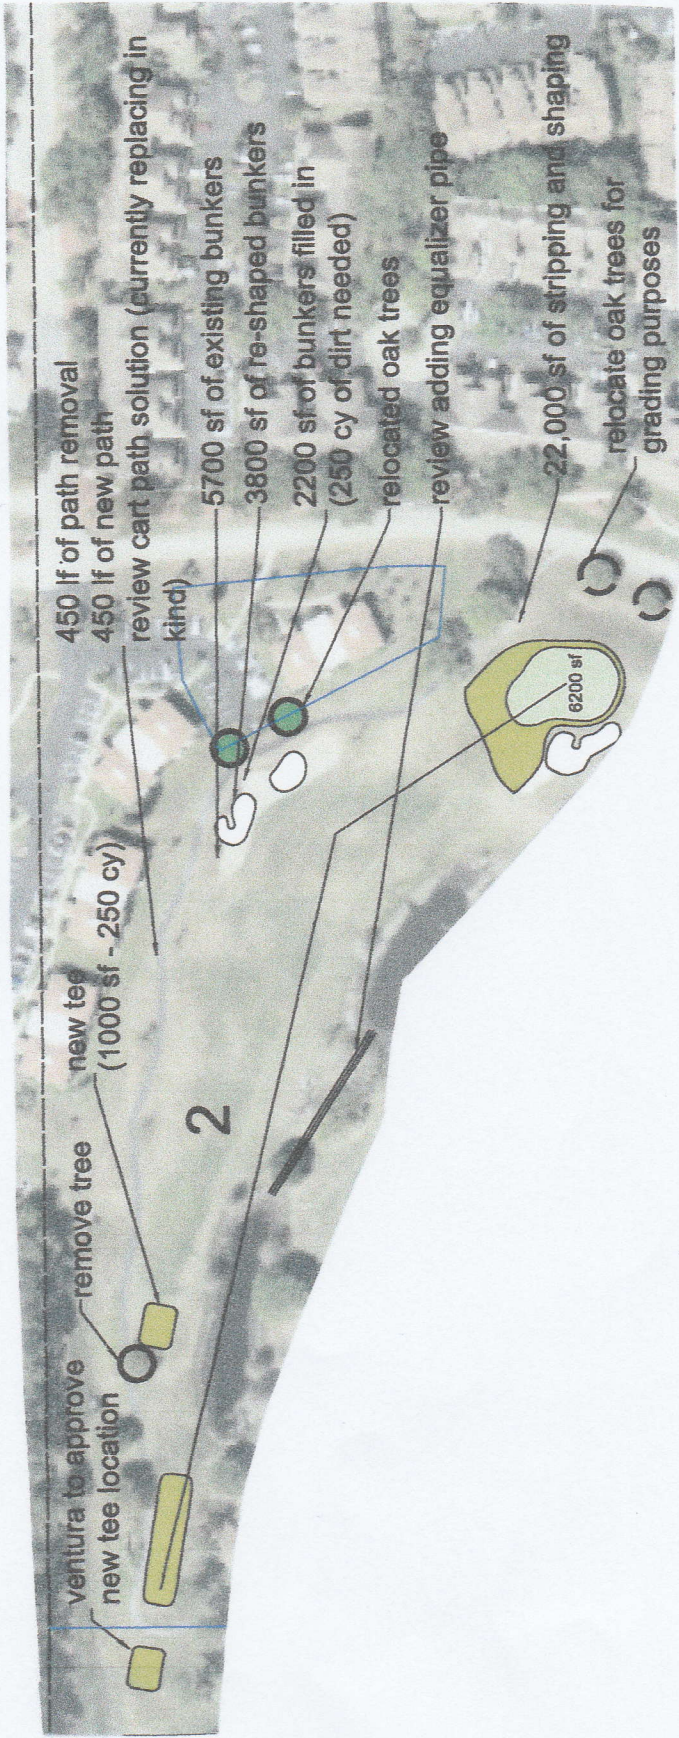 ventura to approve
new tee location
remove tree
new tee
(1000 sf - 250 cy)
2
450 lf of path removal
450 lf of new path
review cart path solution (currently replacing in
kind)
5700 sf of existing bunkers
3800 sf of re-shaped bunkers
2200 sf of bunkers filled in
(250 cy of dirt needed)
relocated oak trees
review adding equalizer pipe
22,000 sf of stripping and shaping
relocate oak trees for
grading purposes
6200 sf